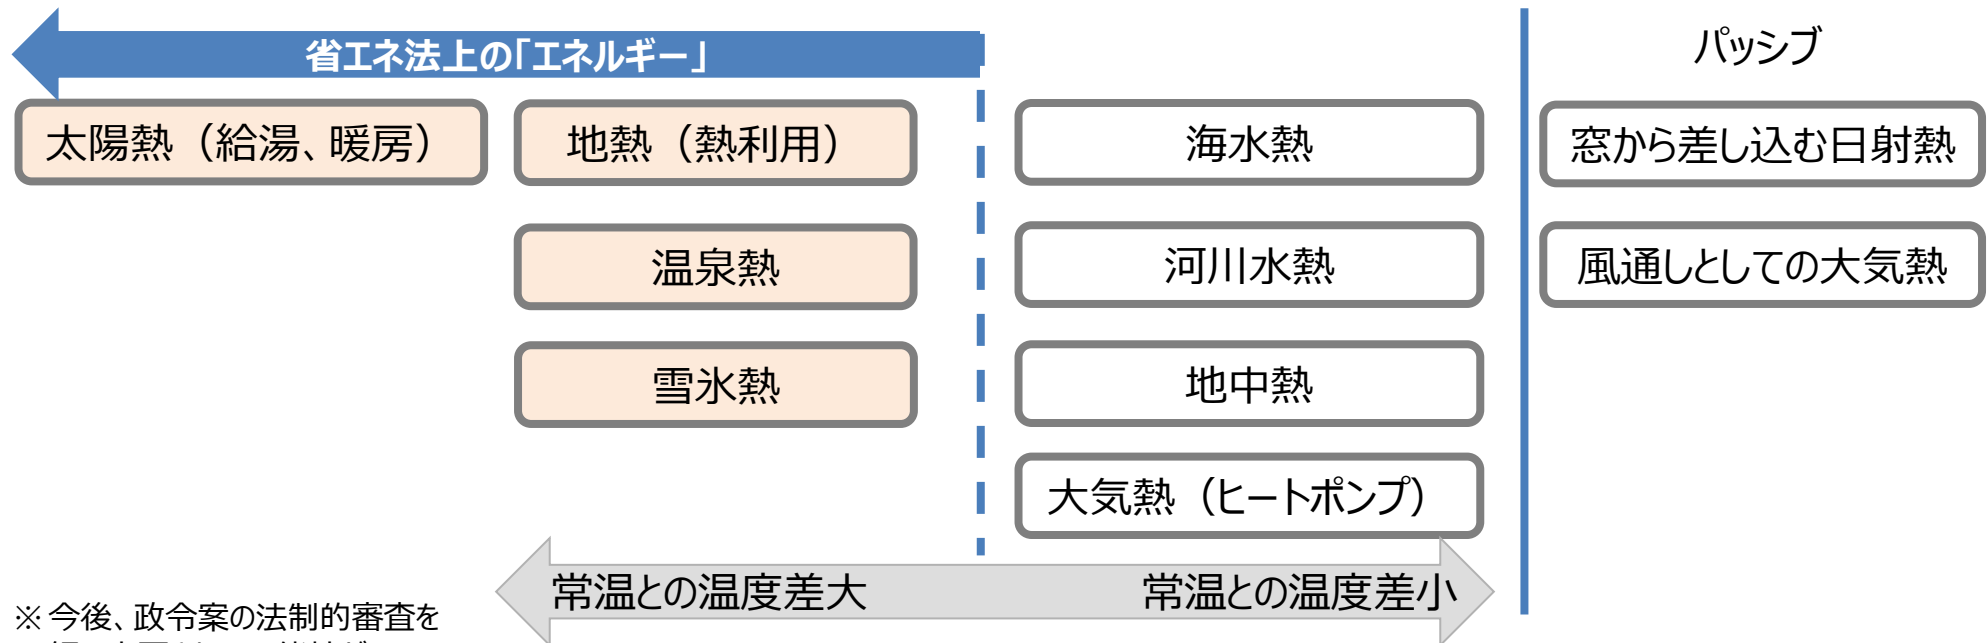 省エネ法上の「エネルギー」
パッシブ
太陽熱（給湯、暖房）
地熱（熱利用）
海水熱
窓から差し込む日射熱
温泉熱
河川水熱
風通しとしての大気熱
雪氷熱
地中熱
大気熱（ヒートポンプ）
常温との温度差大
常温との温度差小
※今後、政令案の法制的審査を